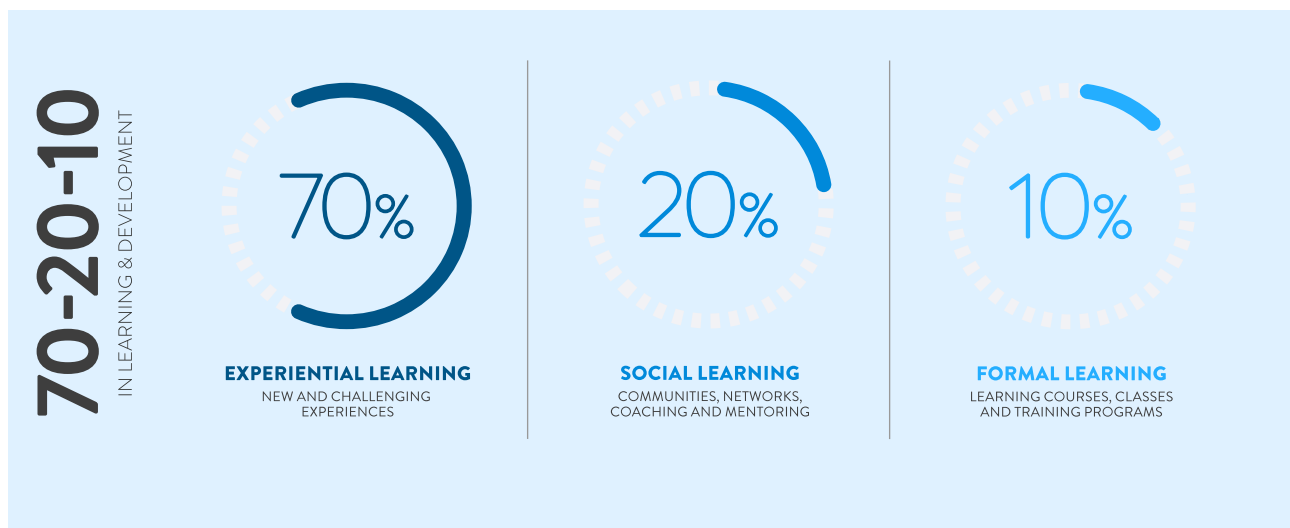 70-20-10
IN LEARNING & DEVELOPMENT
70%
EXPERIENTIAL LEARNING
NEW AND CHALLENGING
EXPERIENCES
20%
SOCIAL LEARNING
COMMUNITIES, NETWORKS,
COACHING AND MENTORING
10%
FORMAL LEARNING
LEARNING COURSES, CLASSES
AND TRAINING PROGRAMS